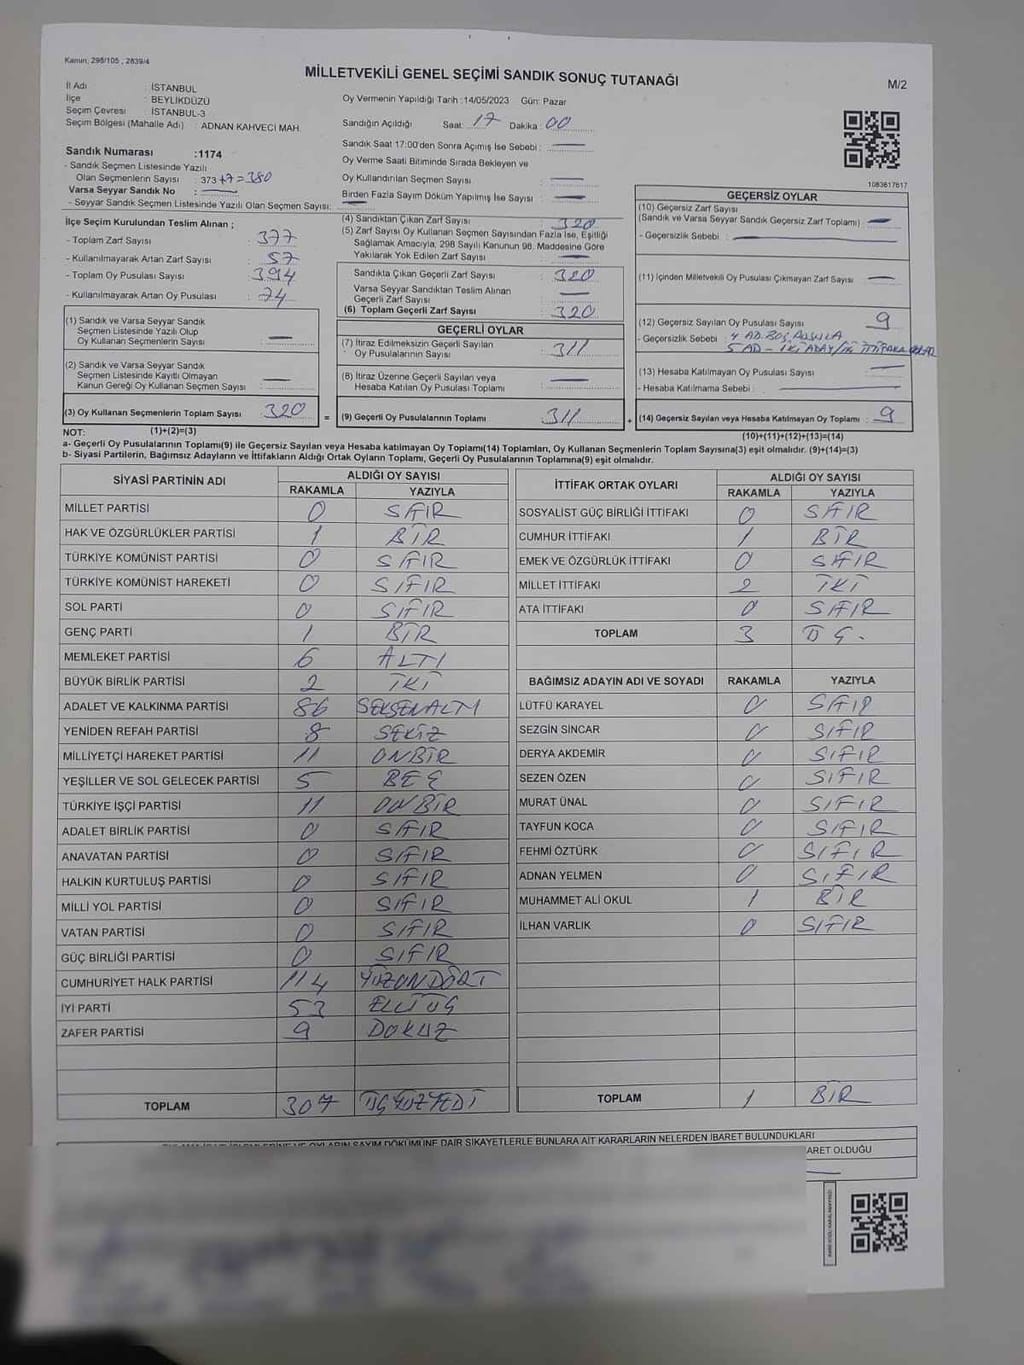 Kanun, 298/105 , 2839/4
MİLLETVEKİLİ GENEL SEÇİMİ SANDIK SONUÇ TUTANAĞI
M/2
İl Adı : İSTANBUL
İlçe : BEYLİKDÜZÜ
Seçim Çevresi : İSTANBUL-3
Seçim Bölgesi (Mahalle Adı) : ADNAN KAHVECİ MAH.
Sandık Numarası :1174
- Sandık Seçmen Listesinde Yazılı
Olan Seçmenlerin Sayısı : 373 +7=380
Varsa Seyyar Sandık No :
- Seyyar Sandık Seçmen Listesinde Yazılı Olan Seçmen Sayısı:
Oy Vermenin Yapıldığı Tarih :14/05/2023 Gün: Pazar
Sandığın Açıldığı Saat: 17 Dakika : 00
Sandık Saat 17:00'den Sonra Açımış İse Sebebi :
Oy Verme Saati Bitiminde Sırada Bekleyen ve
Oy Kullandırılan Seçmen Sayısı :
Birden Fazla Sayım Döküm Yapılmış İse Sayısı :
1083617617
İlçe Seçim Kurulundan Teslim Alınan ;
- Toplam Zarf Sayısı : 377
- Kullanılmayarak Artan Zarf Sayısı : 57
- Toplam Oy Pusulası Sayısı : 394
- Kullanılmayarak Artan Oy Pusulası : 74
(1) Sandık ve Varsa Seyyar Sandık
Seçmen Listesinde Yazılı Olup
Oy Kullanan Seçmen Sayısı :
(2) Sandık ve Varsa Seyyar Sandık
Seçmen Listesinde Kayıtlı Olmayan
Kanun Gereği Oy Kullanan Seçmen Sayısı :
(3) Oy Kullanan Seçmenlerin Toplam Sayısı : 320
(4) Sandıktan Çıkan Zarf Sayısı : 320
(5) Zarf Sayısı Oy Kullanan Seçmen Sayısından Fazla İse, Eşitliği
Sağlamak Amacıyla, 298 Sayılı Kanunun 98. Maddesine Göre
Yakılarak Yok Edilen Zarf Sayısı :
Sandıkta Çıkan Geçerli Zarf Sayısı : 320
Varsa Seyyar Sandıktan Teslim Alınan
Geçerli Zarf Sayısı :
(6) Toplam Geçerli Zarf Sayısı : 320
GEÇERLİ OYLAR
(7) İtiraz Edilmeksizin Geçerli Sayılan
Oy Pusulalarının Sayısı : 311
(8) İtiraz Üzerine Geçerli Sayılan veya
Hesaba Katılan Oy Pusulası Toplamı :
= (9) Geçerli Oy Pusulalarının Toplamı : 311
GEÇERSİZ OYLAR
(10) Geçersiz Zarf Sayısı
(Sandık ve Varsa Seyyar Sandık Geçersiz Zarf Toplamı) :
- Geçersizlik Sebebi :
(11) İçinden Milletvekili Oy Pusulası Çıkmayan Zarf Sayısı :
(12) Geçersiz Sayılan Oy Pusulası Sayısı : 9
- Geçersizlik Sebebi : 4 AD. BOŞ PUSULA
5 AD - İKİ ADAY/
(13) Hesaba Katılmayan Oy Pusulası Sayısı :
- Hesaba Katılmama Sebebi :
+ (14) Geçersiz Sayılan veya Hesaba Katılmayan Oy Toplamı : 9
NOT: (1)+(2)=(3)
(10)+(11)+(12)+(13)=(14)
a- Geçerli Oy Pusulalarının Toplamı(9) ile Geçersiz Sayılan veya Hesaba katılmayan Oy Toplamı(14) Toplamları, Oy Kullanan Seçmenlerin Toplam Sayısına(3) eşit olmalıdır. (9)+(14)=(3)
b- Siyasi Partilerin, Bağımsız Adayların ve İttifakların Aldığı Ortak Oyların Toplamı, Geçerli Oy Pusulalarının Toplamına(9) eşit olmalıdır.
SİYASİ PARTİNİN ADI ALDIĞI OY SAYISI
RAKAMLA YAZIYLA
MİLLET PARTİSİ 0 SIFIR
HAK VE ÖZGÜRLÜKLER PARTİSİ 1 BİR
TÜRKİYE KOMÜNİST PARTİSİ 0 SIFIR
TÜRKİYE KOMÜNİST HAREKETİ 0 SIFIR
SOL PARTİ 0 SIFIR
GENÇ PARTİ 1 BİR
MEMLEKET PARTİSİ 6 ALTI
BÜYÜK BİRLİK PARTİSİ 2 İKİ
ADALET VE KALKINMA PARTİSİ 86 SEKSENALTI
YENİDEN REFAH PARTİSİ 8 SEKİZ
MİLLİYETÇİ HAREKET PARTİSİ 11 ONBİR
YEŞİLLER VE SOL GELECEK PARTİSİ 5 BEŞ
TÜRKİYE İŞÇİ PARTİSİ 11 ONBİR
ADALET BİRLİK PARTİSİ 0 SIFIR
ANAVATAN PARTİSİ 0 SIFIR
HALKIN KURTULUŞ PARTİSİ 0 SIFIR
MİLLİ YOL PARTİSİ 0 SIFIR
VATAN PARTİSİ 0 SIFIR
GÜÇ BİRLİĞİ PARTİSİ 0 SIFIR
CUMHURİYET HALK PARTİSİ 114 YÜZONDÖRT
İYİ PARTİ 53 ELLİÜÇ
ZAFER PARTİSİ 9 DOKUZ
TOPLAM 307 ÜÇYÜZYEDİ
İTTİFAK ORTAK OYLARI ALDIĞI OY SAYISI
RAKAMLA YAZIYLA
SOSYALIST GÜÇ BİRLİĞİ İTTİFAKI 0 SIFIR
CUMHUR İTTİFAKI 1 BİR
EMEK VE ÖZGÜRLÜK İTTİFAKI 0 SIFIR
MİLLET İTTİFAKI 2 İKİ
ATA İTTİFAKI 0 SIFIR
TOPLAM 3 ÜÇ.
BAĞIMSIZ ADAYIN ADI VE SOYADI RAKAMLA YAZIYLA
LÜTFÜ KARAYEL 0 SIFIR
SEZGİN SİNCAR 0 SIFIR
DERYA AKDEMİR 0 SIFIR
SEZEN ÖZEN 0 SIFIR
MURAT ÜNAL 0 SIFIR
TAYFUN KOCA 0 SIFIR
FEHMİ ÖZTÜRK 0 SIFIR
ADNAN YELMEN 0 SIFIR
MUHAMMET ALİ OKUL 1 BİR
İLHAN VARLIK 0 SIFIR
TOPLAM 1 BİR
OYLARIN SAYIM DÖKÜMÜNE DAİR ŞİKAYETLERLE BUNLARA AİT KARARLARIN NELERDEN İBARET BULUNDUKLARI
ARET OLDUĞU